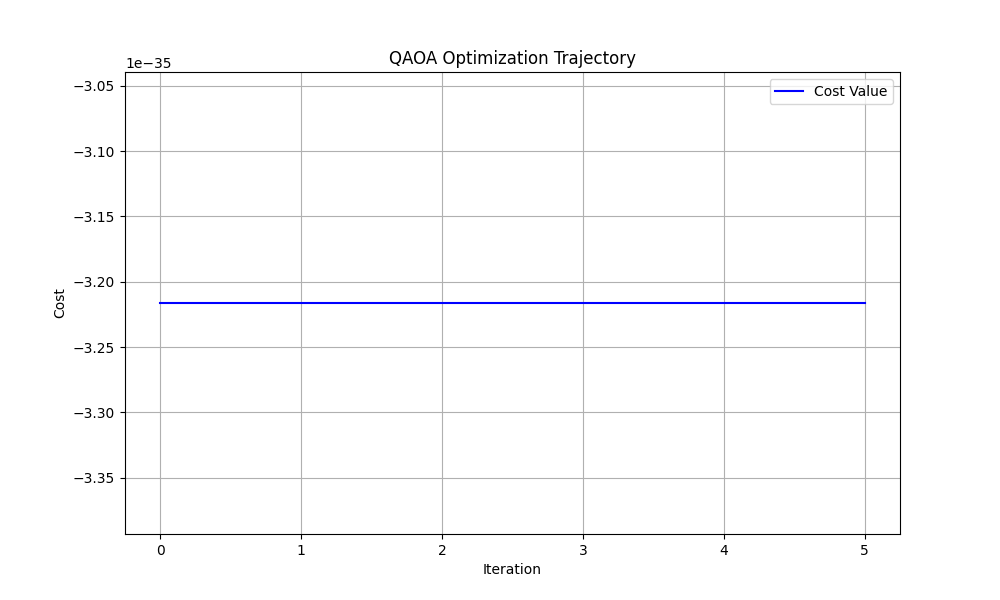 QAOA Optimization Trajectory
1e−35
Cost Value
−3.05
−3.10
−3.15
−3.20
−3.25
−3.30
−3.35
Cost
0 1 2 3 4 5
Iteration